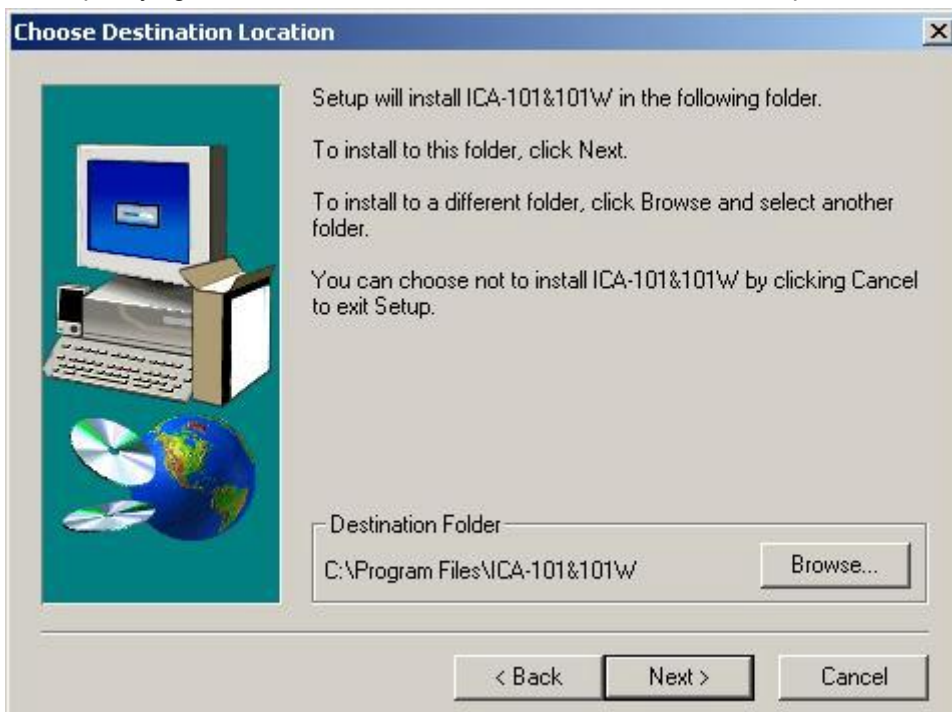 Choose Destination Location
Setup will install ICA-101&101W in the following folder.
To install to this folder, click Next.
To install to a different folder, click Browse and select another
folder.
You can choose not to install ICA-101&101W by clicking Cancel
to exit Setup.
Destination Folder
C:\Program Files\ICA-101&101W
Browse...
< Back
Next >
Cancel